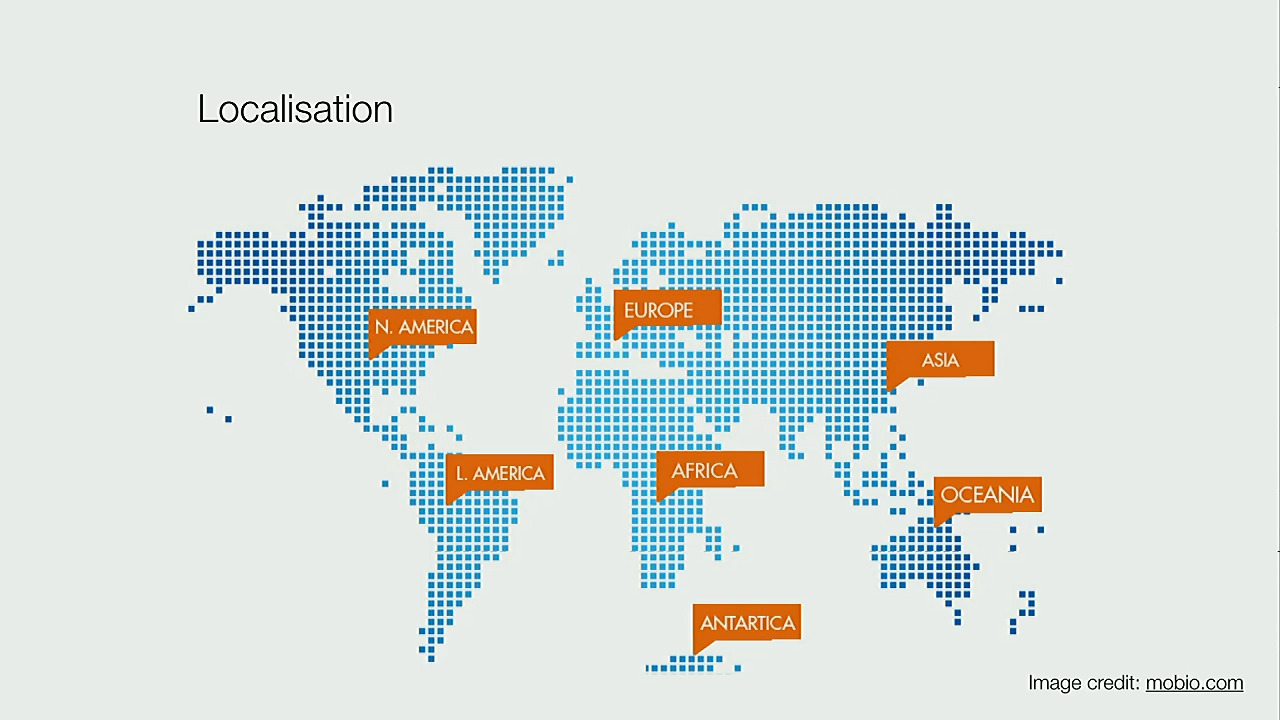 Localisation
EUROPE
N. AMERICA
ASIA
L. AMERICA
AFRICA
OCEANIA
ANTARTICA
Image credit: mobio.com